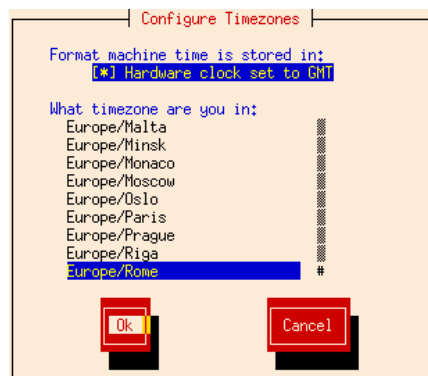 Configure Timezones
Format machine time is stored in:
[*] Hardware clock set to GMT
What timezone are you in:
Europe/Malta
Europe/Minsk
Europe/Monaco
Europe/Moscow
Europe/Oslo
Europe/Paris
Europe/Prague
Europe/Riga
Europe/Rome #
Ok Cancel